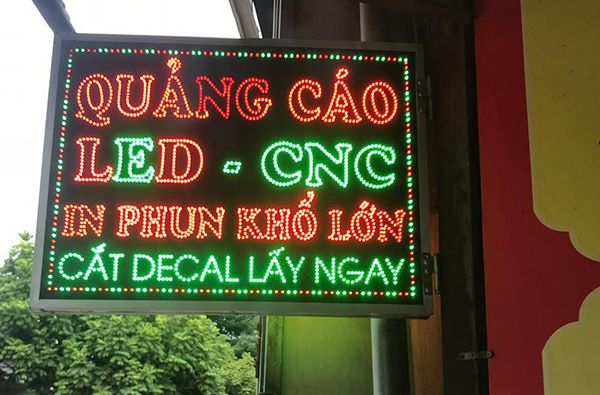 QUẢNG CÁO
LED - CNC
IN PHUN KHỔ LỚN
CẮT DECAL LẤY NGAY